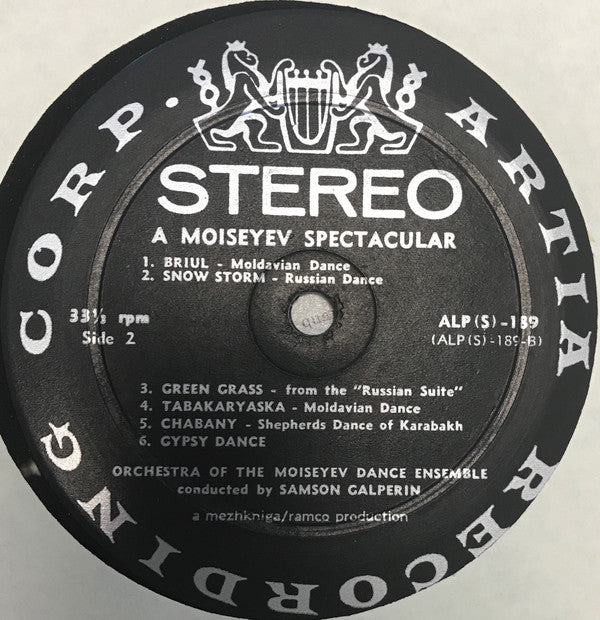 ARTIA RECORDING CORP.
STEREO
A MOISEYEV SPECTACULAR
1. BRIUL - Moldavian Dance
2. SNOW STORM - Russian Dance
33⅓ rpm
Side 2
ALP(S)-189
(ALP(S)-189-B)
3. GREEN GRASS - from the "Russian Suite"
4. TABAKARYASKA - Moldavian Dance
5. CHABANY - Shepherds Dance of Karabakh
6. GYPSY DANCE
ORCHESTRA OF THE MOISEYEV DANCE ENSEMBLE
conducted by SAMSON GALPERIN
a mezhkniga/ramco production